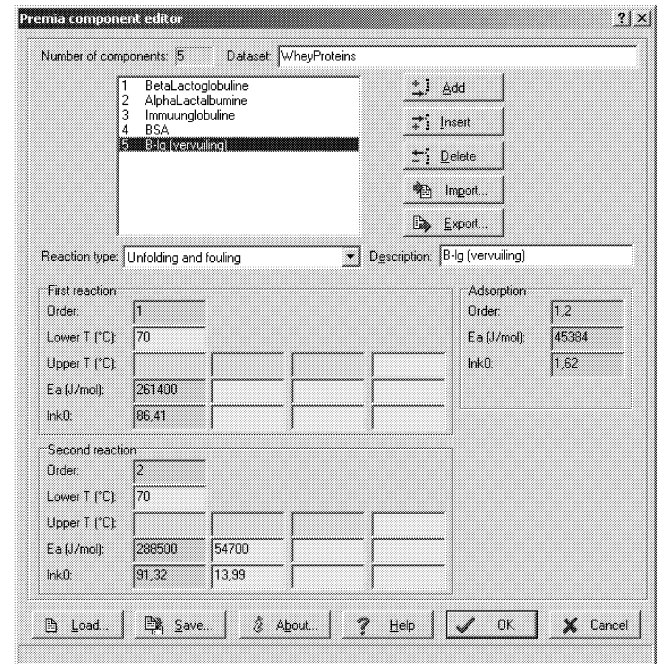 Premia component editor
Number of components: 5 Dataset: WheyProteins
1 BetaLactoglobuline
2 AlphaLactalbumine
3 Immuunglobuline
4 BSA
5 B-lg (vervuiling)
Add
Insert
Delete
Import...
Export...
Reaction type: Unfolding and fouling Description: B-lg (vervuiling)
First reaction
Order: 1
Lower T (°C): 70
Upper T (°C):
Ea (J/mol): 261400
lnk0: 86,41
Adsorption
Order: 1,2
Ea (J/mol): 45384
lnk0: 1,62
Second reaction
Order: 2
Lower T (°C): 70
Upper T (°C):
Ea (J/mol): 288500 54700
lnk0: 91,32 13,99
Load... Save... About... Help OK Cancel